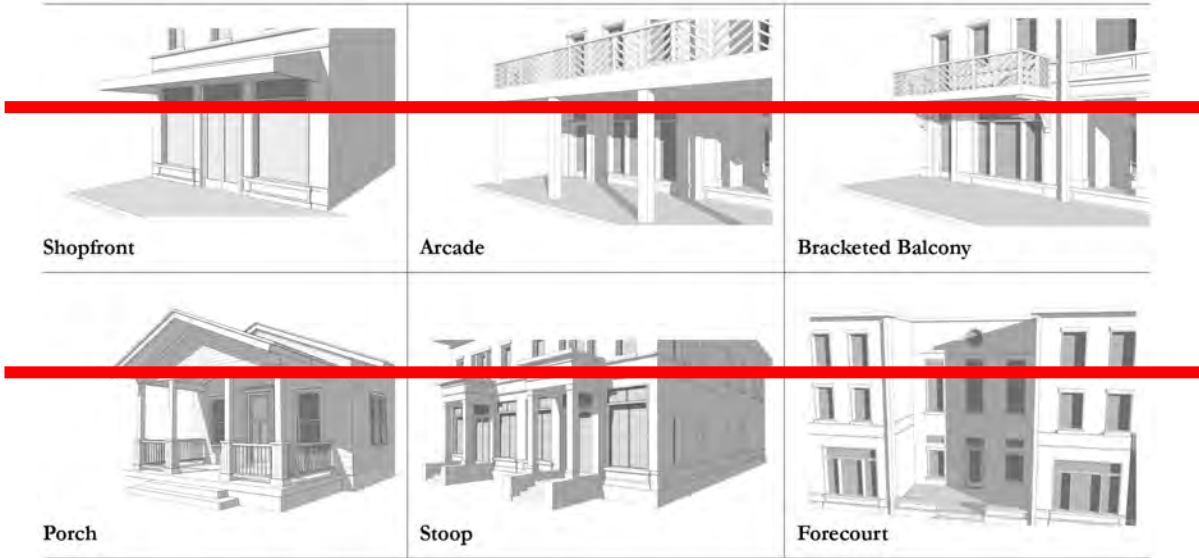 Shopfront
Arcade
Bracketed Balcony
Porch
Stoop
Forecourt